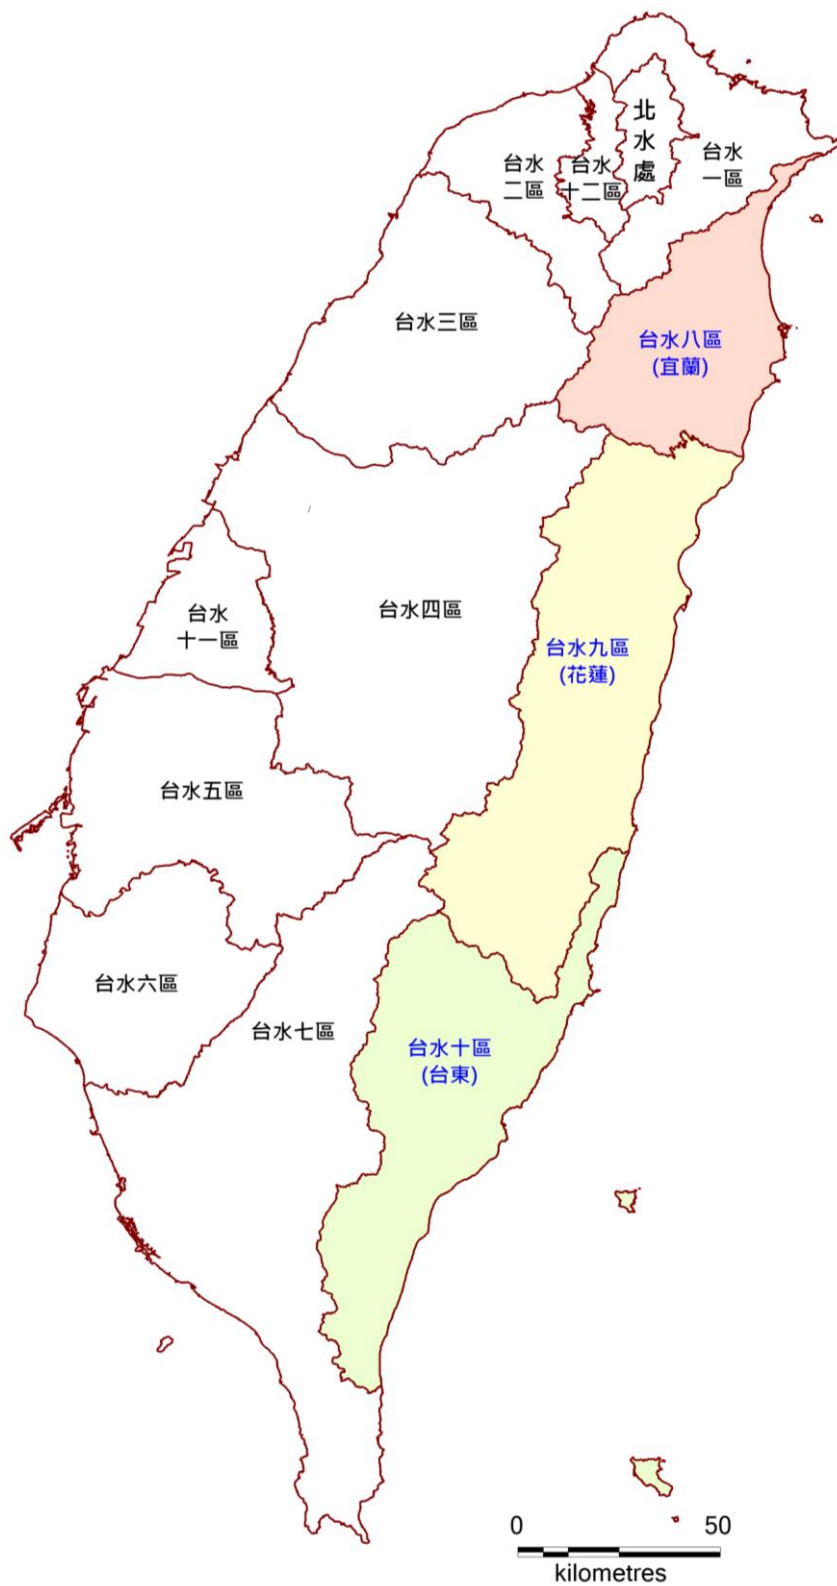 北
水
處
台水
一區
台水
二區
台水
十二區
台水三區
台水八區
(宜蘭)
台水四區
台水
十一區
台水九區
(花蓮)
台水五區
台水六區
台水七區
台水十區
(台東)
0 50
kilometres